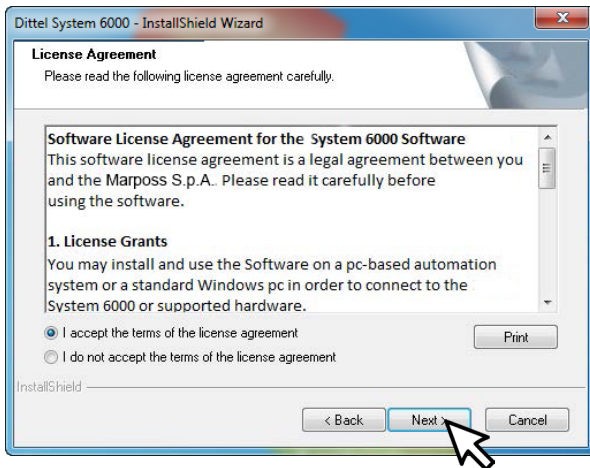 Dittel System 6000 - InstallShield Wizard
License Agreement
Please read the following license agreement carefully.
Software License Agreement for the System 6000 Software
This software license agreement is a legal agreement between you
and the Marposs S.p.A. Please read it carefully before
using the software.
1. License Grants
You may install and use the Software on a pc-based automation
system or a standard Windows pc in order to connect to the
System 6000 or supported hardware.
I accept the terms of the license agreement
Print
I do not accept the terms of the license agreement
InstallShield
< Back
Next >
Cancel